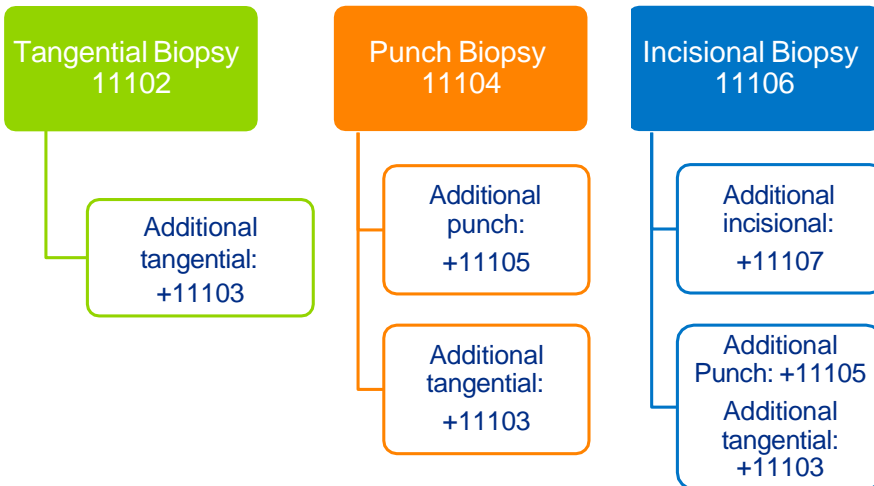 Tangential Biopsy
11102
Additional
tangential:
+11103
Punch Biopsy
11104
Additional
punch:
+11105
Additional
tangential:
+11103
Incisional Biopsy
11106
Additional
incisional:
+11107
Additional
Punch: +11105
Additional
tangential:
+11103